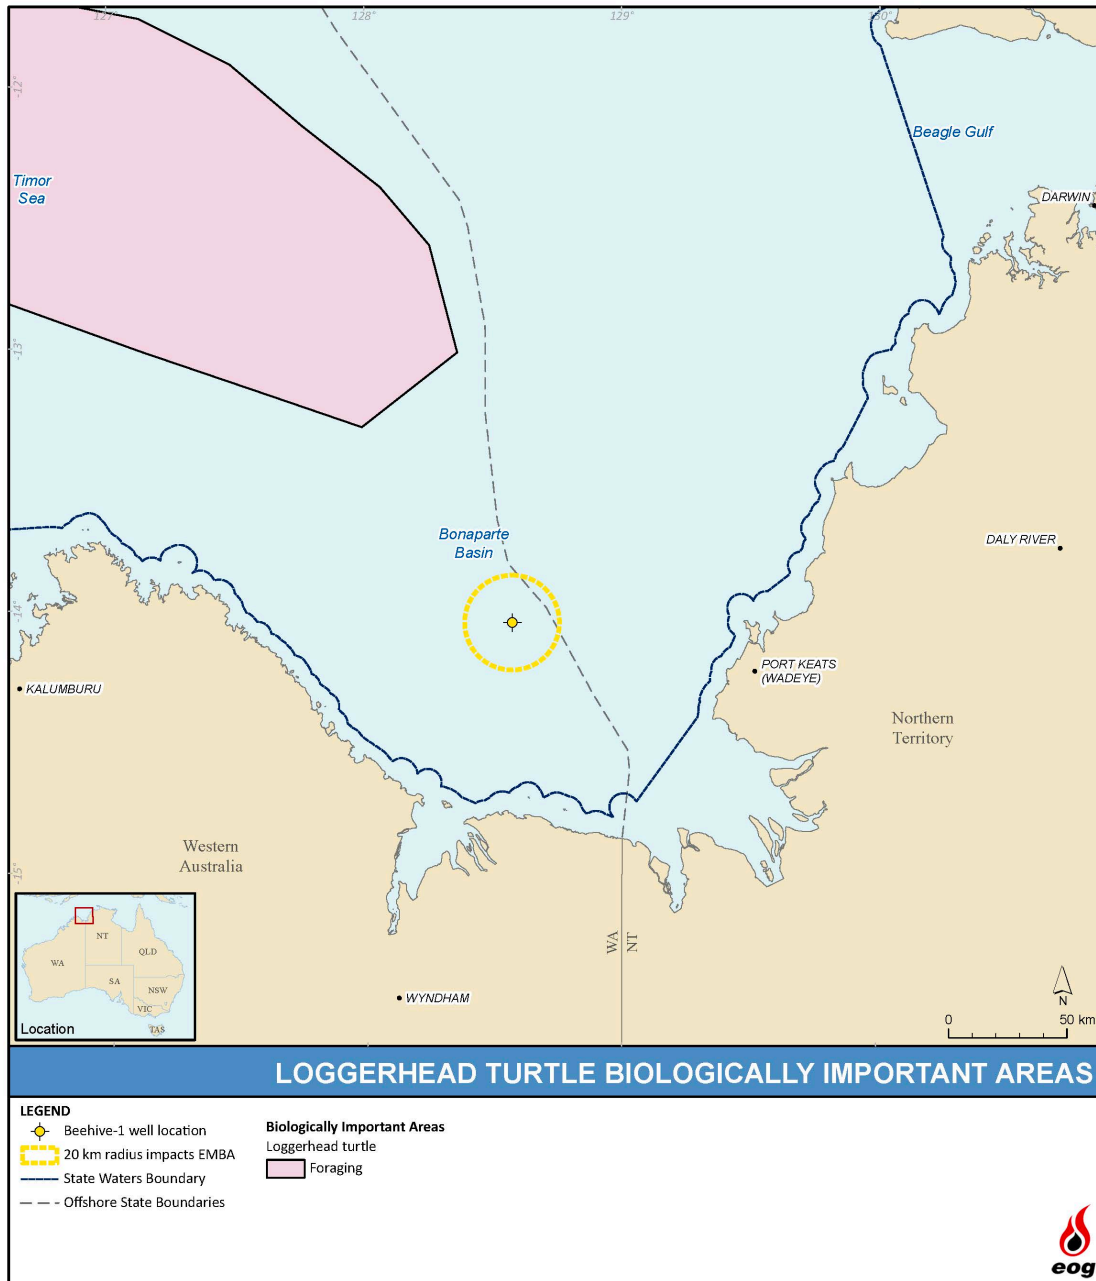 127°
128°
129°
130°
-12°
Beagle Gulf
Timor
Sea
DARWIN
-13°
Bonaparte
Basin
DALY RIVER
-14°
PORT KEATS
(WADEYE)
KALUMBURU
Northern
Territory
Western
Australia
-15°
WA
NT
WA
NT
QLD
SA
NSW
VIC
TAS
Location
WYNDHAM
N
0
50 km
LOGGERHEAD TURTLE BIOLOGICALLY IMPORTANT AREAS
LEGEND
Beehive-1 well location
20 km radius impacts EMBA
State Waters Boundary
Offshore State Boundaries
Biologically Important Areas
Loggerhead turtle
Foraging
eog